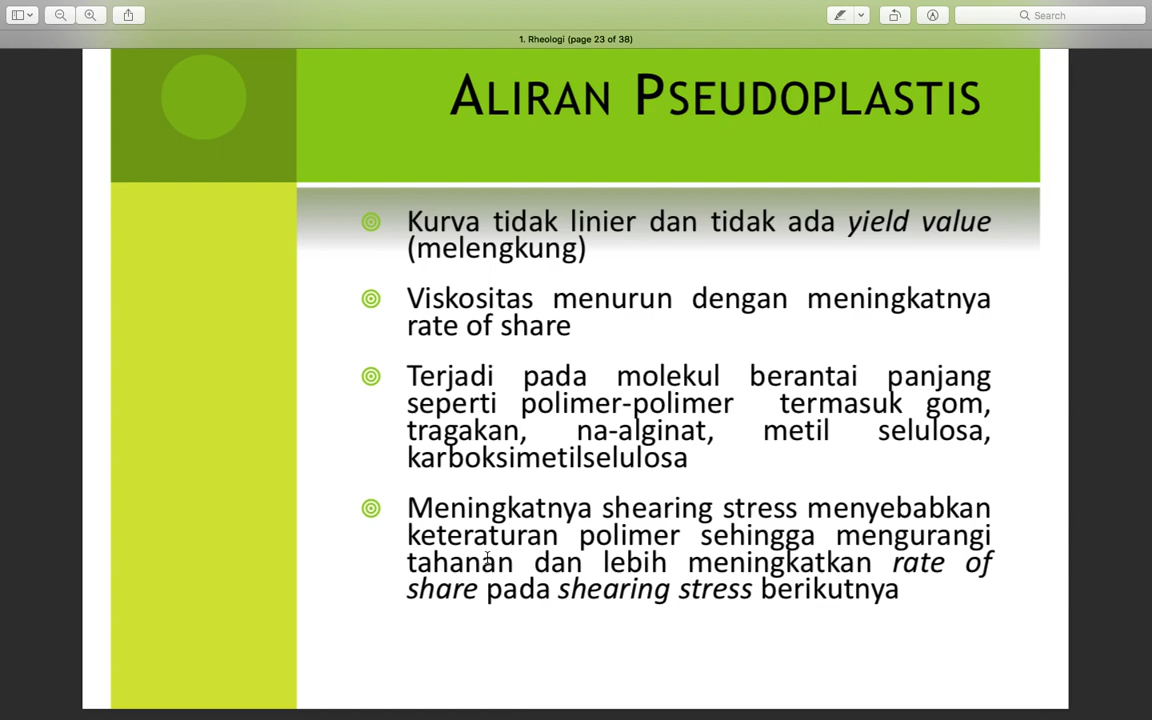 Search
1. Rheologi (page 23 of 38)
ALIRAN PSEUDOPLASTIS
Kurva tidak linier dan tidak ada yield value
(melengkung)
Viskositas menurun dengan meningkatnya
rate of share
Terjadi pada molekul berantai panjang
seperti polimer-polimer termasuk gom,
tragakan, na-alginat, metil selulosa,
karboksimetilselulosa
Meningkatnya shearing stress menyebabkan
keteraturan polimer sehingga mengurangi
tahanan dan lebih meningkatkan rate of
share pada shearing stress berikutnya